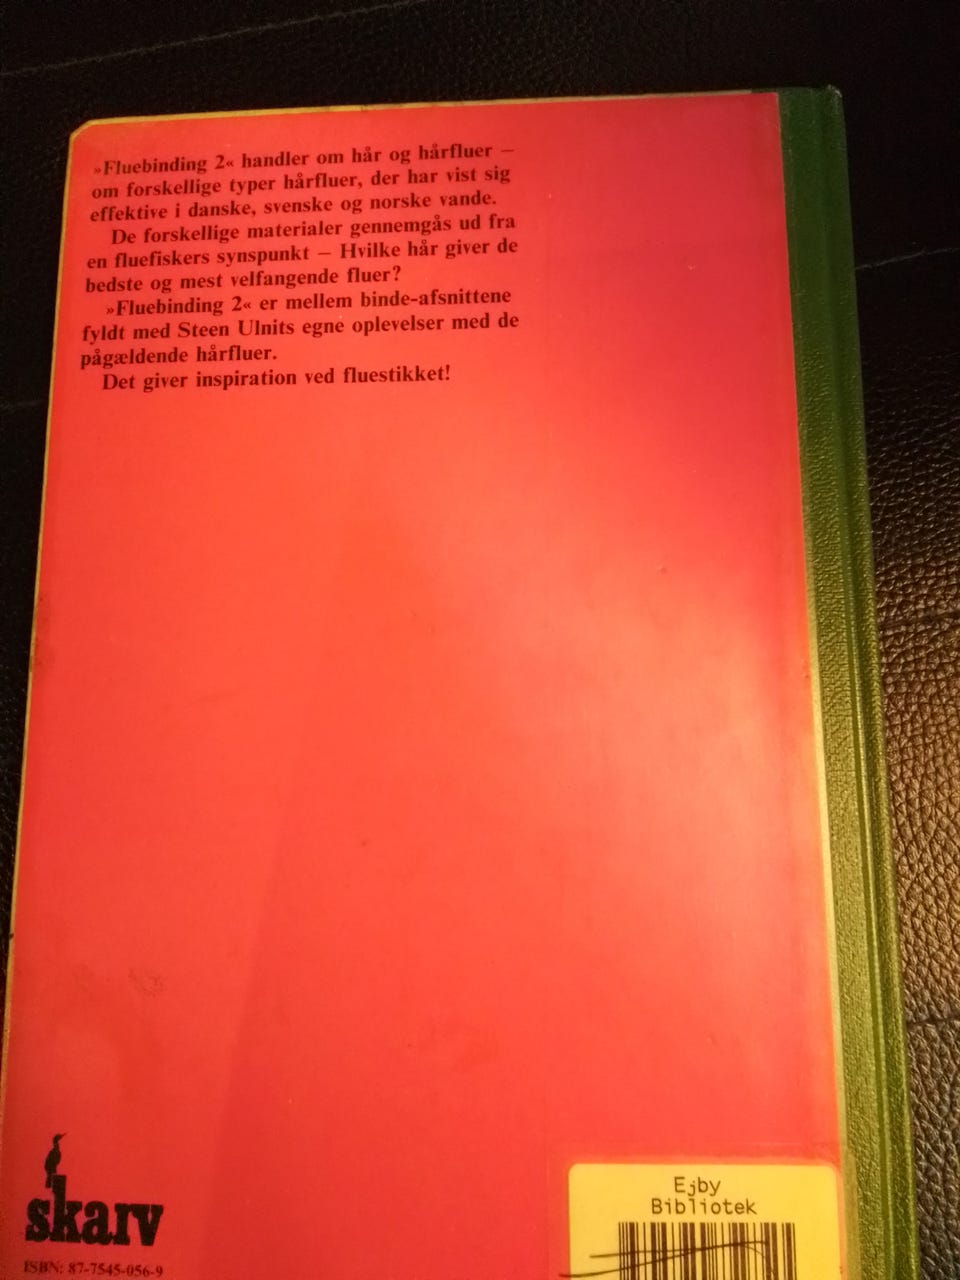 »Fluebinding 2« handler om hår og hårfluer –
om forskellige typer hårfluer, der har vist sig
effektive i danske, svenske og norske vande.
De forskellige materialer gennemgås ud fra
en fluefiskers synspunkt – Hvilke hår giver de
bedste og mest velfangende fluer?
»Fluebinding 2« er mellem binde-afsnittene
fyldt med Steen Ulnits egne oplevelser med de
pågældende hårfluer.
Det giver inspiration ved fluestikket!
skarv
ISBN: 87-7545-056-9
Ejby
Bibliotek